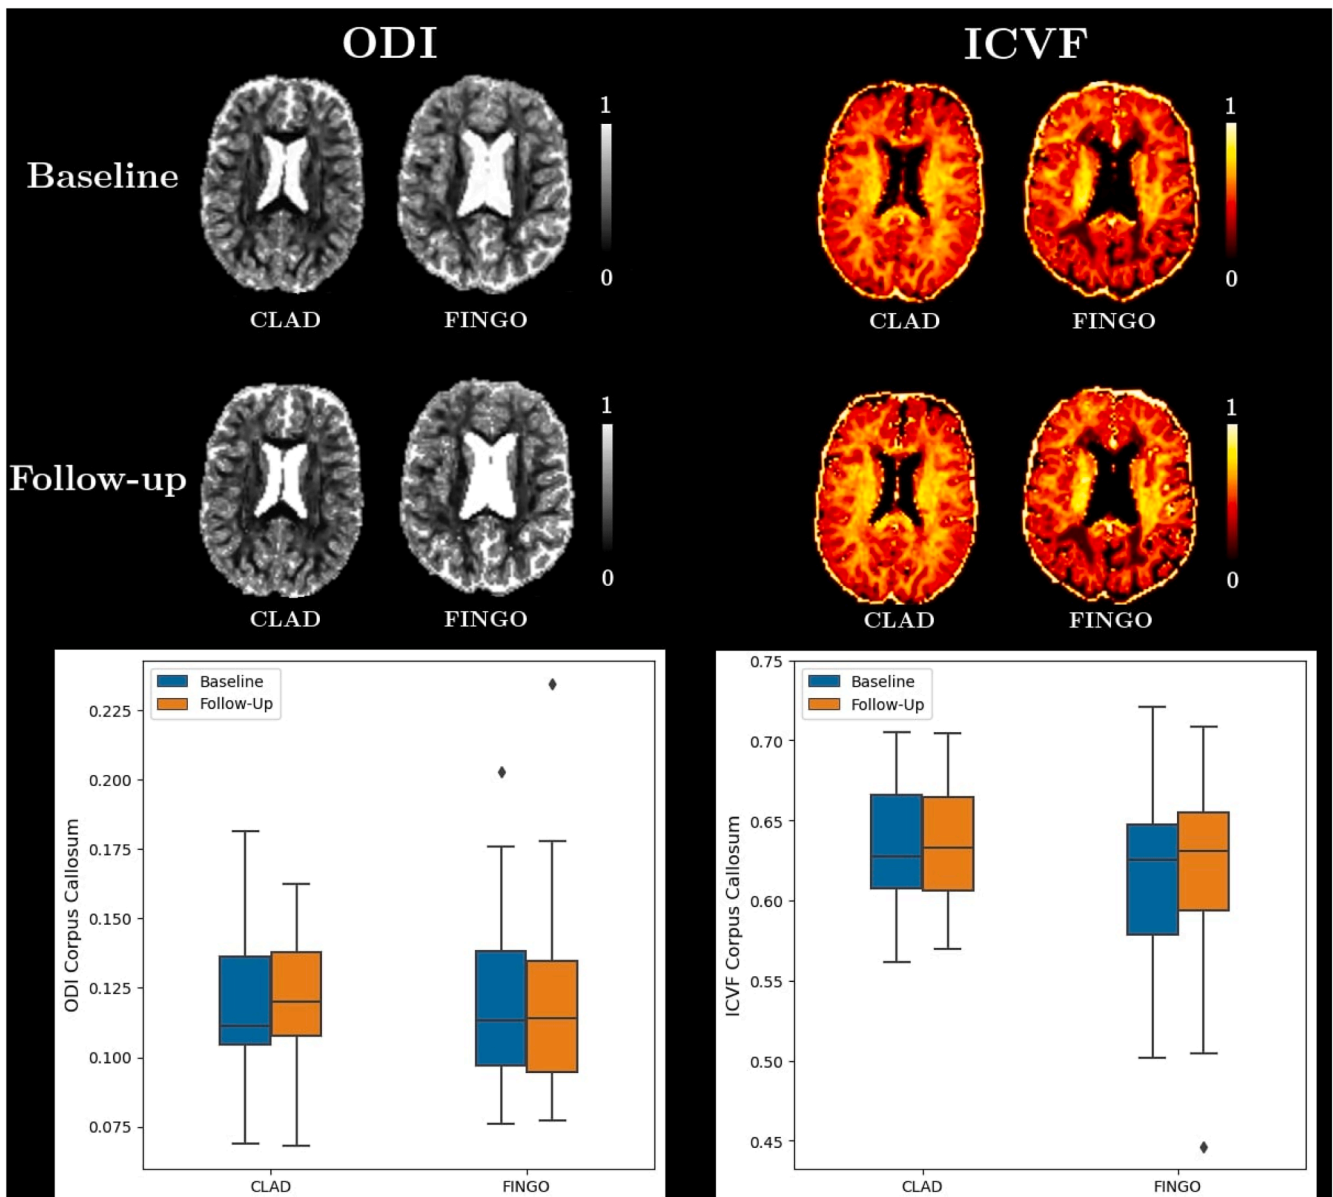 ODI ICVF
1 1
Baseline
0 0
CLAD FINGO CLAD FINGO
1 1
Follow-up
0 0
CLAD FINGO CLAD FINGO
Baseline
Follow-Up
0.225
0.200
0.175
0.150
0.125
0.100
0.075
ODI Corpus Callosum
CLAD FINGO
0.75
Baseline
Follow-Up
0.70
0.65
0.60
0.55
0.50
0.45
ICVF Corpus Callosum
CLAD FINGO